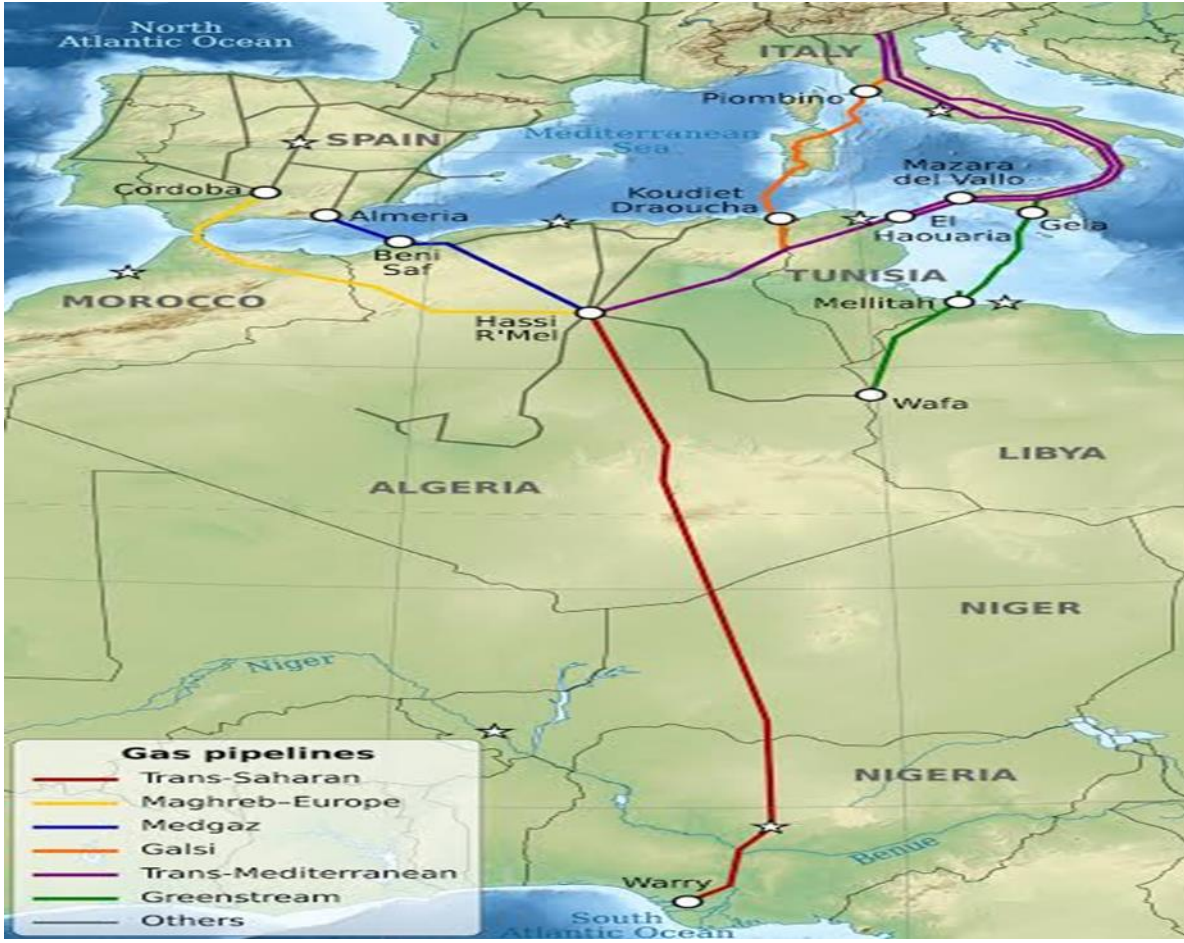 North
Atlantic Ocean
ITALY
Piombino
SPAIN
Mediterranean
Sea
Mazara
del Vallo
Cordoba
Koudiet
Draoucha
Almeria
El
Haouaria
Gela
Beni
Saf
TUNISIA
MOROCCO
Mellitah
Hassi
R'Mel
Wafa
LIBYA
ALGERIA
NIGER
Niger
Gas pipelines
Trans-Saharan
Maghreb–Europe
Medgaz
Galsi
Trans-Mediterranean
Greenstream
Others
NIGERIA
Benue
Warry
South
Atlantic Ocean